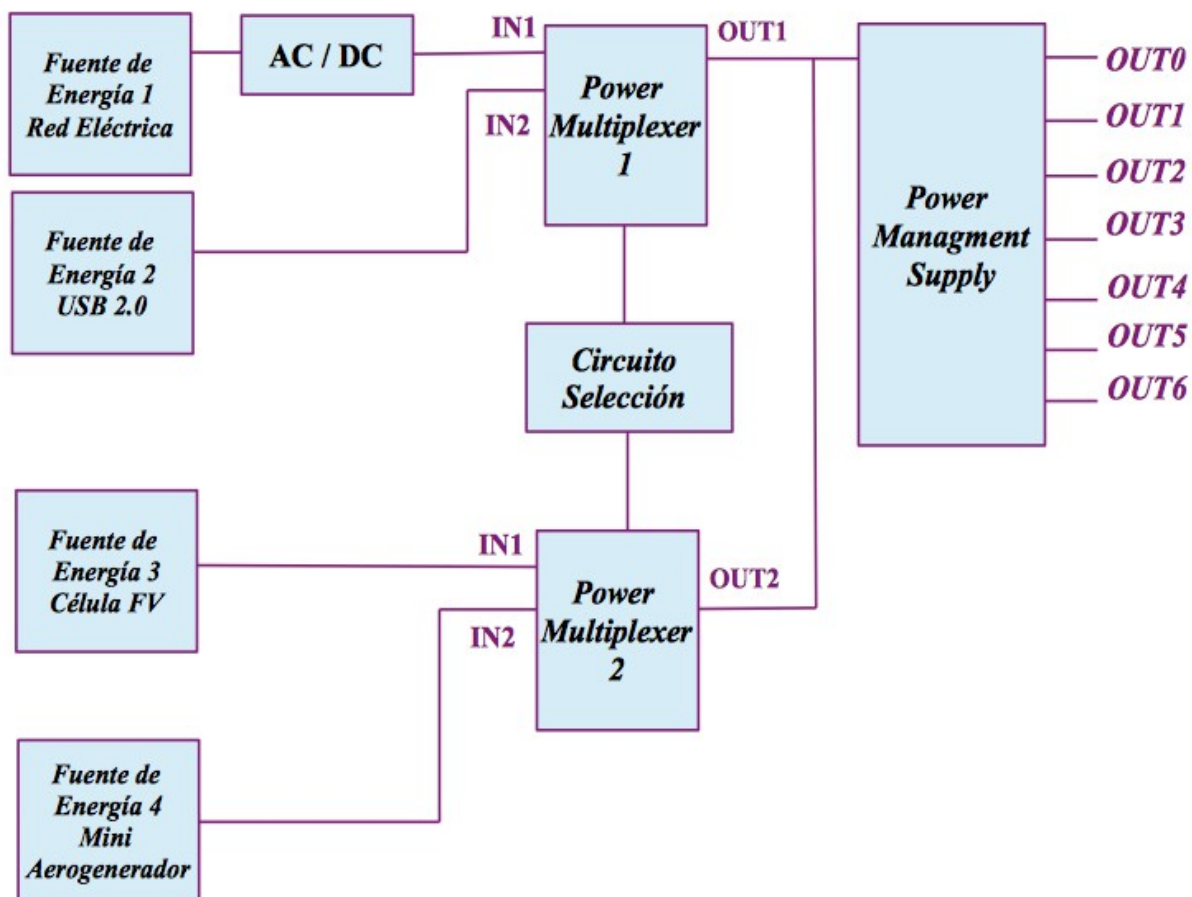 Fuente de
Energía 1
Red Eléctrica
AC / DC
IN1
IN2
Power
Multiplexer
1
OUT1
Power
Managment
Supply
OUT0
OUT1
OUT2
OUT3
OUT4
OUT5
OUT6
Fuente de
Energía 2
USB 2.0
Circuito
Selección
Fuente de
Energía 3
Célula FV
IN1
IN2
Power
Multiplexer
2
OUT2
Fuente de
Energía 4
Mini
Aerogenerador